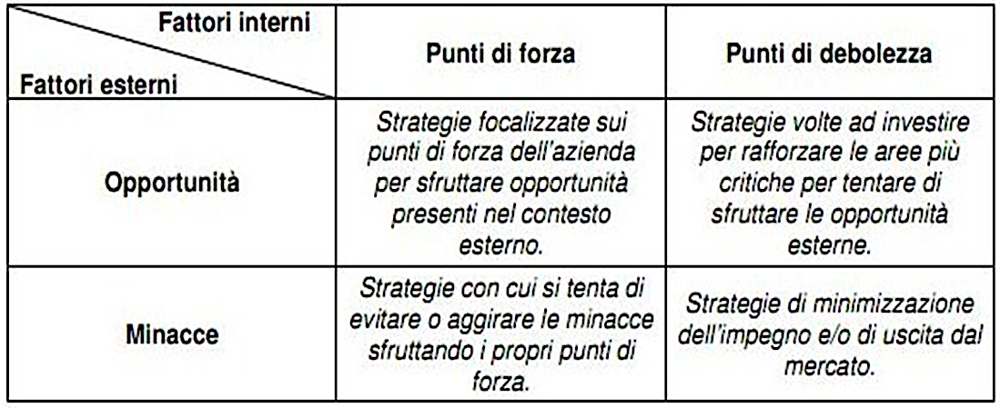 Fattori interni
Fattori esterni
Punti di forza
Punti di debolezza
Opportunità
Strategie focalizzate sui
punti di forza dell'azienda
per sfruttare opportunità
presenti nel contesto
esterno.
Strategie volte ad investire
per rafforzare le aree più
critiche per tentare di
sfruttare le opportunità
esterne.
Minacce
Strategie con cui si tenta di
evitare o aggirare le minacce
sfruttando i propri punti di
forza.
Strategie di minimizzazione
dell'impegno e/o di uscita dal
mercato.